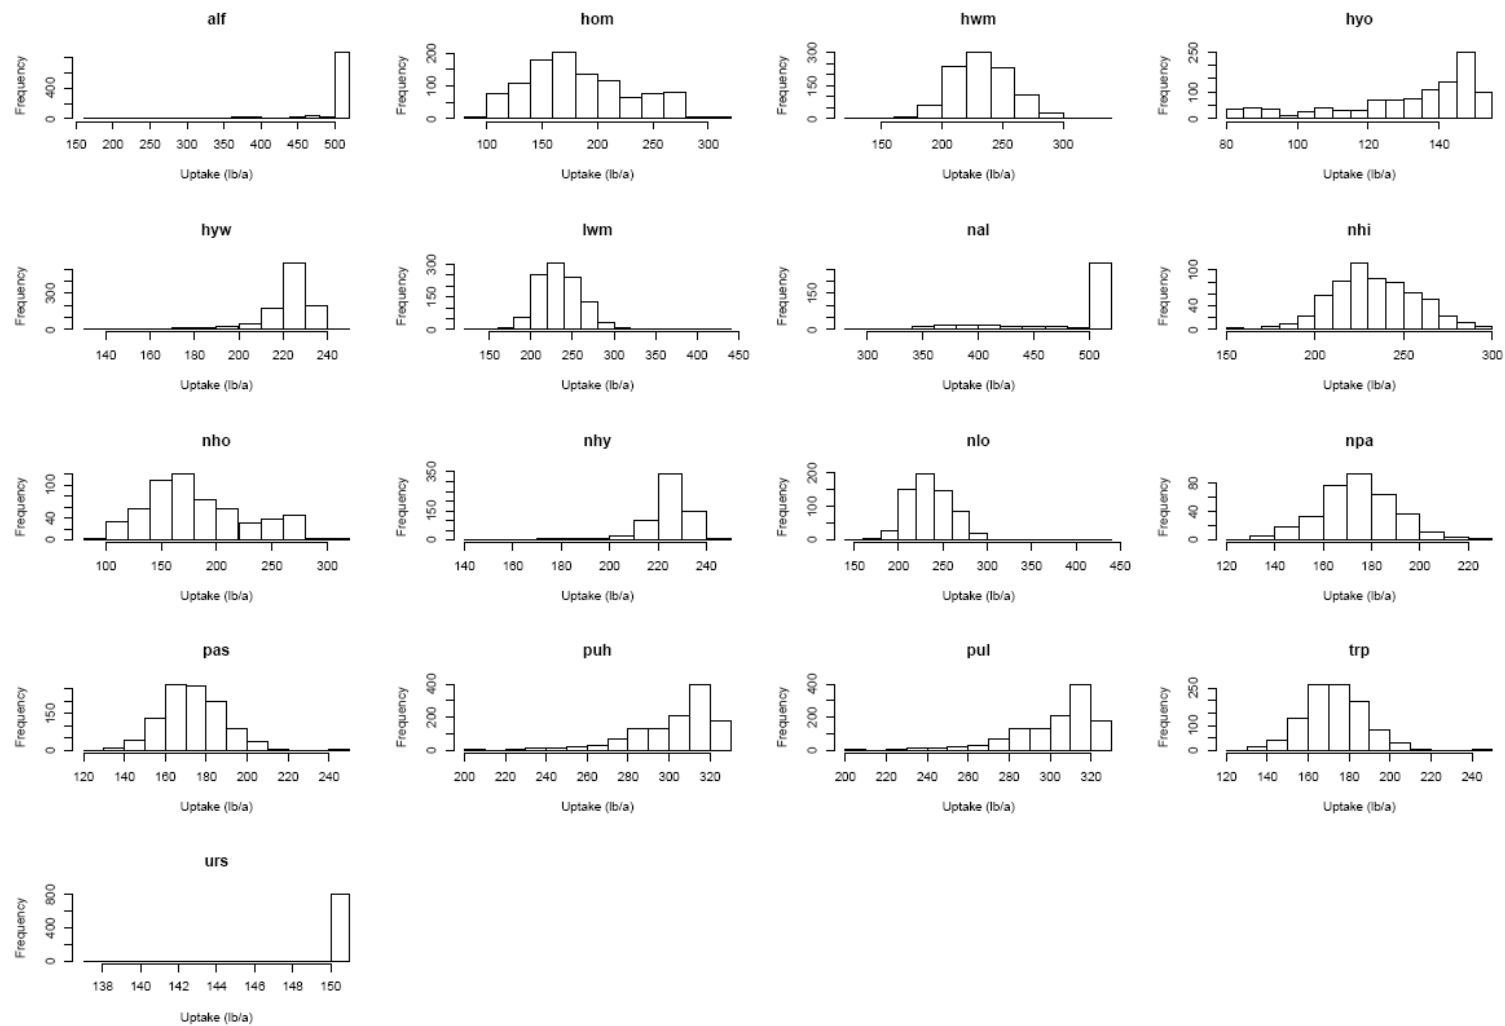 alf hom hwm hyo
Frequency Frequency Frequency Frequency
0 400 0 100 200 0 150 300 0 100 250
150 200 250 300 350 400 450 500 100 150 200 250 300 150 200 250 300 80 100 120 140
Uptake (lb/a) Uptake (lb/a) Uptake (lb/a) Uptake (lb/a)
hyw lwm nal nhi
Frequency Frequency Frequency Frequency
0 300 0 150 300 0 150 0 40 100
140 160 180 200 220 240 150 200 250 300 350 400 450 300 350 400 450 500 150 200 250 300
Uptake (lb/a) Uptake (lb/a) Uptake (lb/a) Uptake (lb/a)
nho nhy nlo npa
Frequency Frequency Frequency Frequency
0 40 100 0 150 350 0 100 200 0 40 80
100 150 200 250 300 140 160 180 200 220 240 150 200 250 300 350 400 450 120 140 160 180 200 220
Uptake (lb/a) Uptake (lb/a) Uptake (lb/a) Uptake (lb/a)
pas puh pul trp
Frequency Frequency Frequency Frequency
0 150 0 200 400 0 200 400 0 100 250
120 140 160 180 200 220 240 200 220 240 260 280 300 320 200 220 240 260 280 300 320 120 140 160 180 200 220 240
Uptake (lb/a) Uptake (lb/a) Uptake (lb/a) Uptake (lb/a)
urs
Frequency
0 400 800
138 140 142 144 146 148 150
Uptake (lb/a)